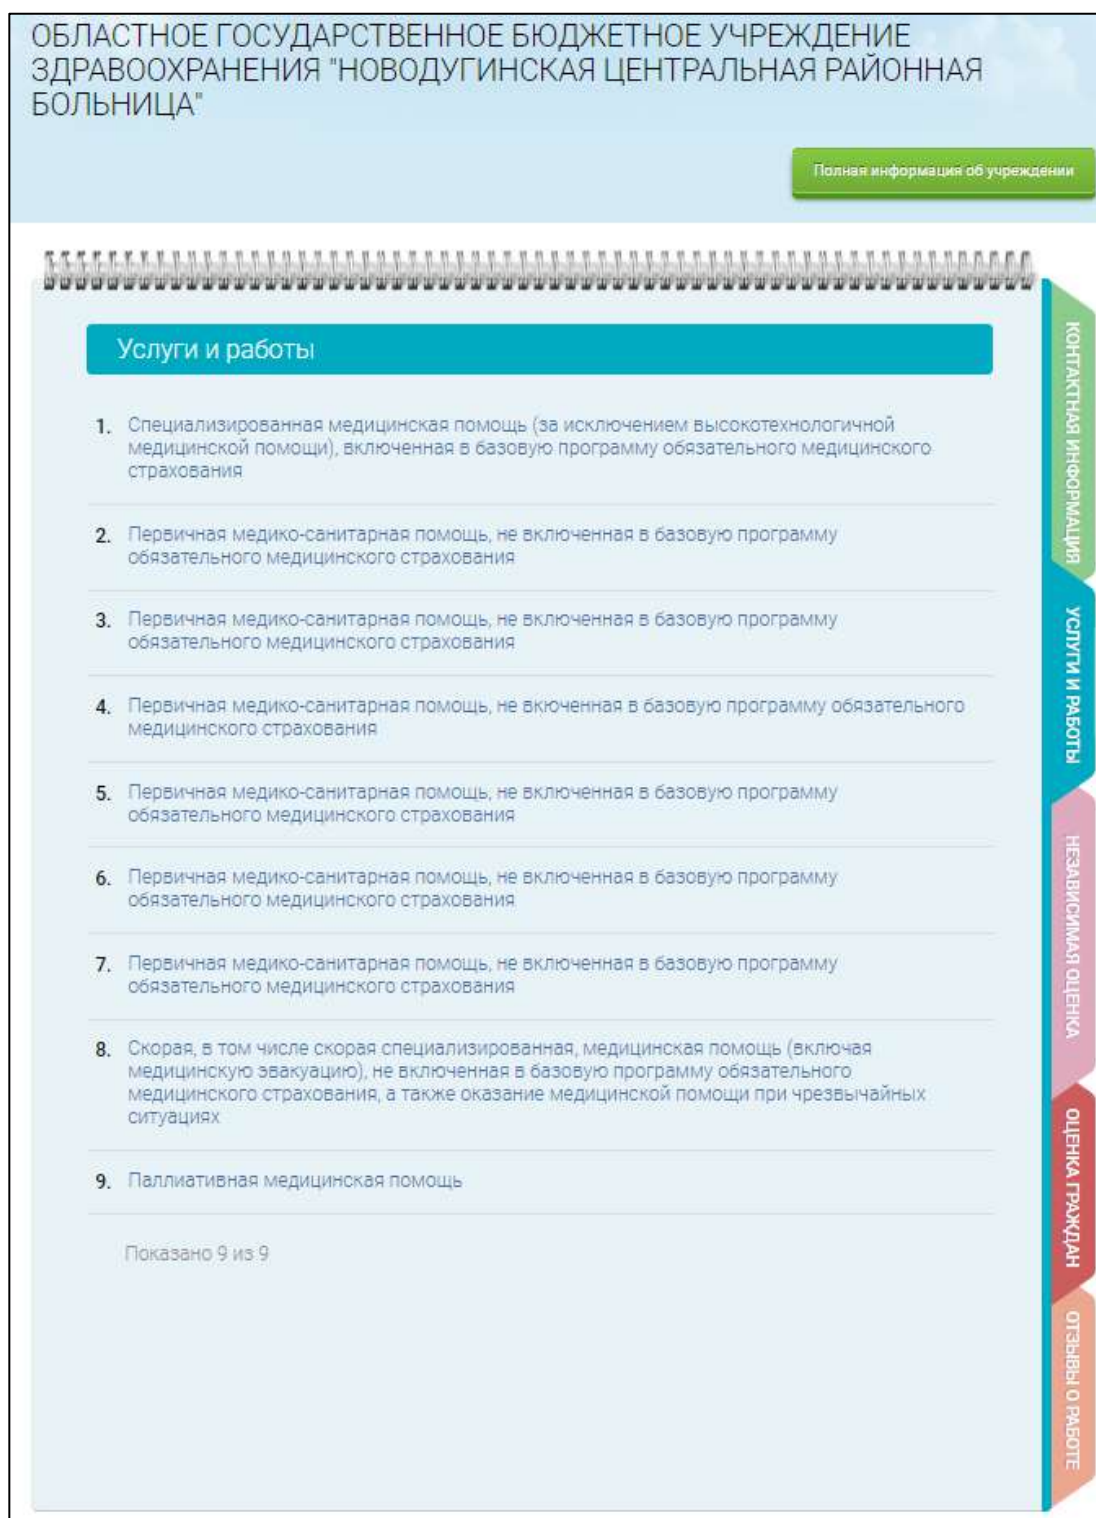 ОБЛАСТНОЕ ГОСУДАРСТВЕННОЕ БЮДЖЕТНОЕ УЧРЕЖДЕНИЕ
ЗДРАВООХРАНЕНИЯ "НОВОДУГИНСКАЯ ЦЕНТРАЛЬНАЯ РАЙОННАЯ
БОЛЬНИЦА"
Полная информация об учреждении
Услуги и работы
1. Специализированная медицинская помощь (за исключением высокотехнологичной
медицинской помощи), включенная в базовую программу обязательного медицинского
страхования
2. Первичная медико-санитарная помощь, не включенная в базовую программу
обязательного медицинского страхования
3. Первичная медико-санитарная помощь, не включенная в базовую программу
обязательного медицинского страхования
4. Первичная медико-санитарная помощь, не вкюченная в базовую программу обязательного
медицинского страхования
5. Первичная медико-санитарная помощь, не включенная в базовую программу
обязательного медицинского страхования
6. Первичная медико-санитарная помощь, не включенная в базовую программу
обязательного медицинского страхования
7. Первичная медико-санитарная помощь, не включенная в базовую программу
обязательного медицинского страхования
8. Скорая, в том числе скорая специализированная, медицинская помощь (включая
медицинскую эвакуацию), не включенная в базовую программу обязательного
медицинского страхования, а также оказание медицинской помощи при чрезвычайных
ситуациях
9. Паллиативная медицинская помощь
Показано 9 из 9
КОНТАКТНАЯ ИНФОРМАЦИЯ
УСЛУГИ И РАБОТЫ
НЕЗАВИСИМАЯ ОЦЕНКА
ОЦЕНКА ГРАЖДАН
ОТЗЫВЫ О РАБОТЕ